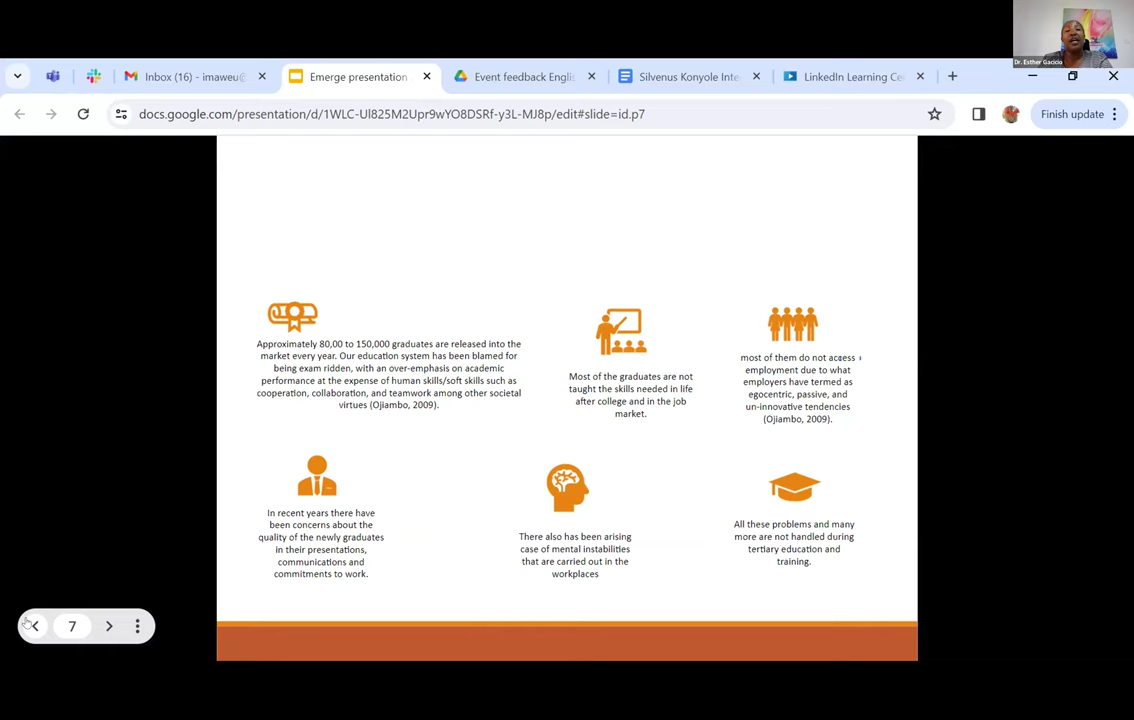 Dr. Esther Gacicio
Inbox (16) - imaweu@
Emerge presentation
Event feedback Englis
Silvenus Konyole Inte
LinkedIn Learning Ce
docs.google.com/presentation/d/1WLC-Ul825M2Upr9wYO8DSRf-y3L-MJ8p/edit#slide=id.p7
Finish update
Approximately 80,00 to 150,000 graduates are released into the
market every year. Our education system has been blamed for
being exam ridden, with an over-emphasis on academic
performance at the expense of human skills/soft skills such as
cooperation, collaboration, and teamwork among other societal
virtues (Ojiambo, 2009).
Most of the graduates are not
taught the skills needed in life
after college and in the job
market.
most of them do not access
employment due to what
employers have termed as
egocentric, passive, and
un-innovative tendencies
(Ojiambo, 2009).
In recent years there have
been concerns about the
quality of the newly graduates
in their presentations,
communications and
commitments to work.
There also has been arising
case of mental instabilities
that are carried out in the
workplaces
All these problems and many
more are not handled during
tertiary education and
training.
7